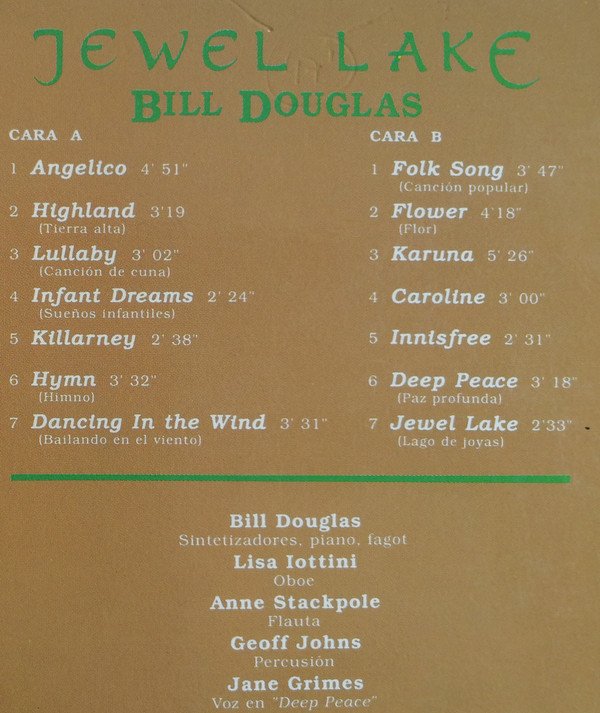 JEWEL LAKE
BILL DOUGLAS
CARA A
1 Angelico 4' 51"
2 Highland 3'19
(Tierra alta)
3 Lullaby 3' 02"
(Canción de cuna)
4 Infant Dreams 2' 24"
(Sueños infantiles)
5 Killarney 2' 38"
6 Hymn 3' 32"
(Himno)
7 Dancing In the Wind 3' 31"
(Bailando en el viento)
CARA B
1 Folk Song 3' 47"
(Canción popular)
2 Flower 4'18"
(Flor)
3 Karuna 5' 26"
4 Caroline 3' 00"
5 Innisfree 2' 31"
6 Deep Peace 3' 18"
(Paz profunda)
7 Jewel Lake 2'33"
(Lago de joyas)
Bill Douglas
Sintetizadores, piano, fagot
Lisa Iottini
Oboe
Anne Stackpole
Flauta
Geoff Johns
Percusión
Jane Grimes
Voz en "Deep Peace"